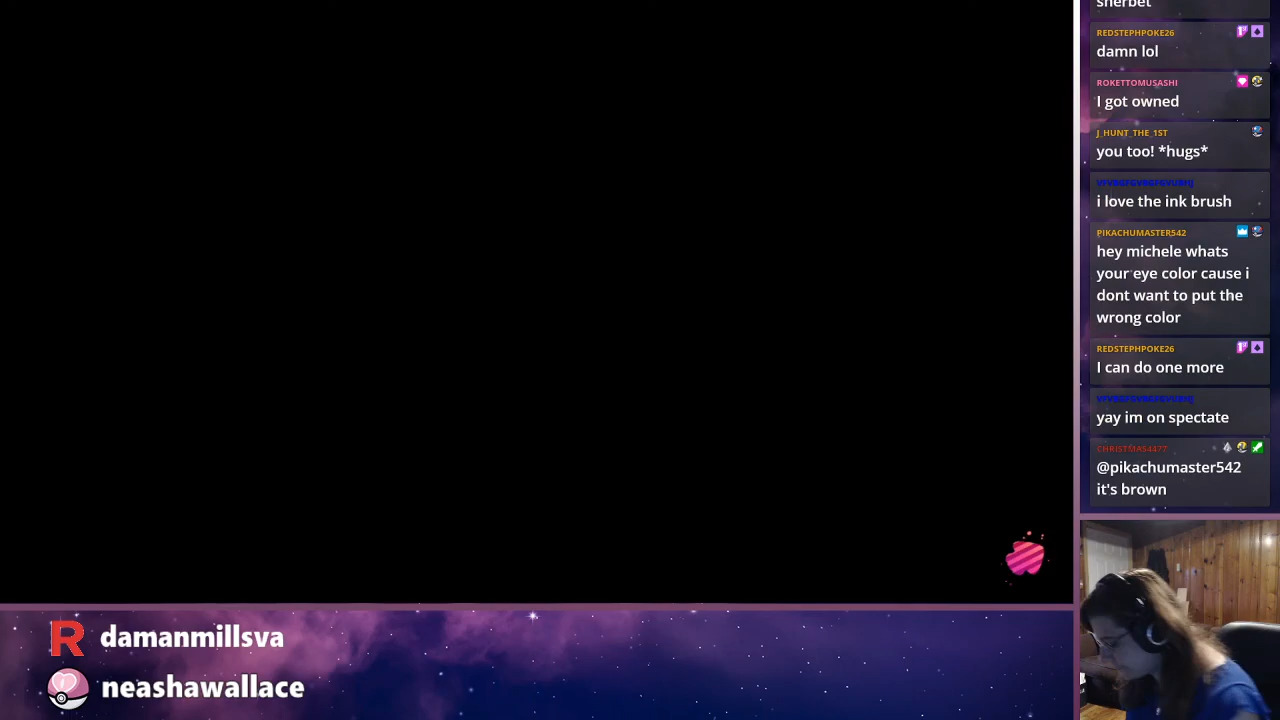 sherbet
REDSTEPHPOKE26
damn lol
ROKETTOMUSASHI
I got owned
J_HUNT_THE_1ST
you too! *hugs*
i love the ink brush
PIKACHUMASTER542
hey michele whats
your eye color cause i
dont want to put the
wrong color
REDSTEPHPOKE26
I can do one more
yay im on spectate
CHRISTMAS4477
@pikachumaster542
it's brown
R damanmillsva
neashawallace